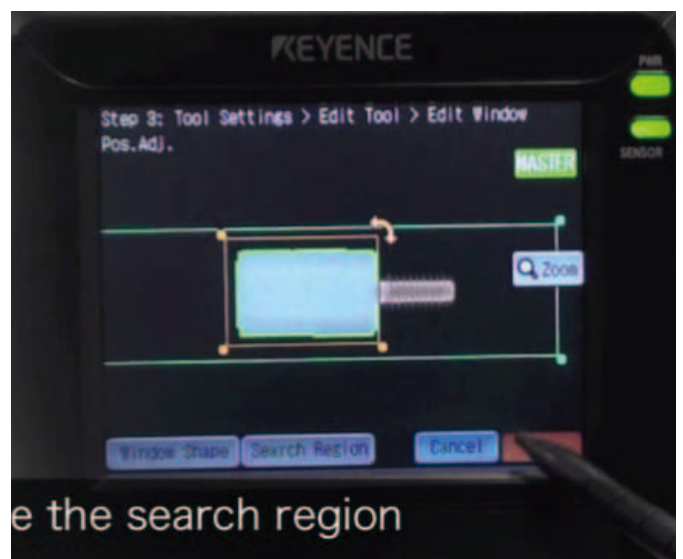 KEYENCE
PWR
Step 3: Tool Settings > Edit Tool > Edit Window
Pos.Adj.
SENSOR
MASTER
Zoom
Window Shape Search Region Cancel
e the search region